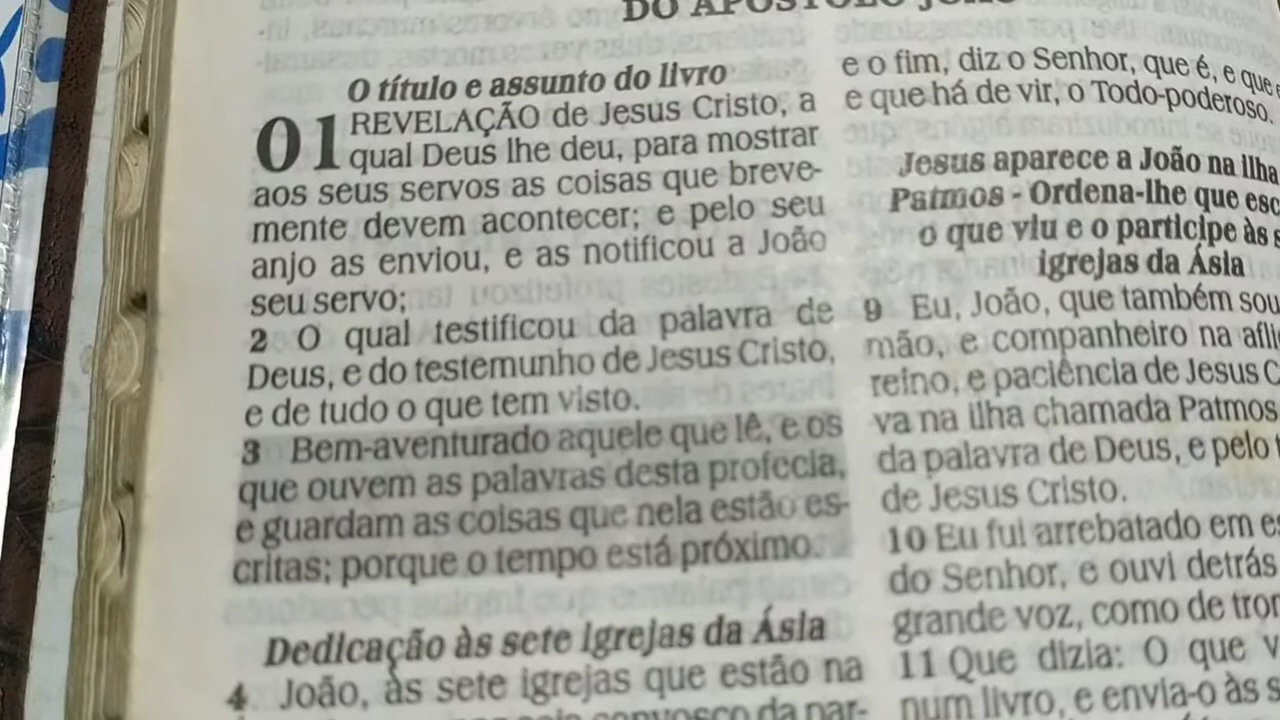 DO APÓSTOLO JOÃO
O título e assunto do livro
01 REVELAÇÃO de Jesus Cristo, a
qual Deus lhe deu, para mostrar
aos seus servos as coisas que breve-
mente devem acontecer; e pelo seu
anjo as enviou, e as notificou a João
seu servo;
2 O qual testificou da palavra de
Deus, e do testemunho de Jesus Cristo,
e de tudo o que tem visto.
3 Bem-aventurado aquele que lê, e os
que ouvem as palavras desta profecia,
e guardam as coisas que nela estão es-
critas; porque o tempo está próximo.
Dedicação às sete igrejas da Ásia
4 João, às sete igrejas que estão na
convosco da par-
e o fim, diz o Senhor, que é, e que
e que há de vir, o Todo-poderoso.
Jesus aparece a João na ilha
Patmos - Ordena-lhe que esc
o que viu e o participe às s
igrejas da Ásia
9 Eu, João, que também sou
mão, e companheiro na afli
reino, e paciência de Jesus C
va na ilha chamada Patmos
da palavra de Deus, e pelo
de Jesus Cristo.
10 Eu fui arrebatado em es
do Senhor, e ouvi detrás
grande voz, como de trom
11 Que dizia: O que v
num livro, e envia-o às s